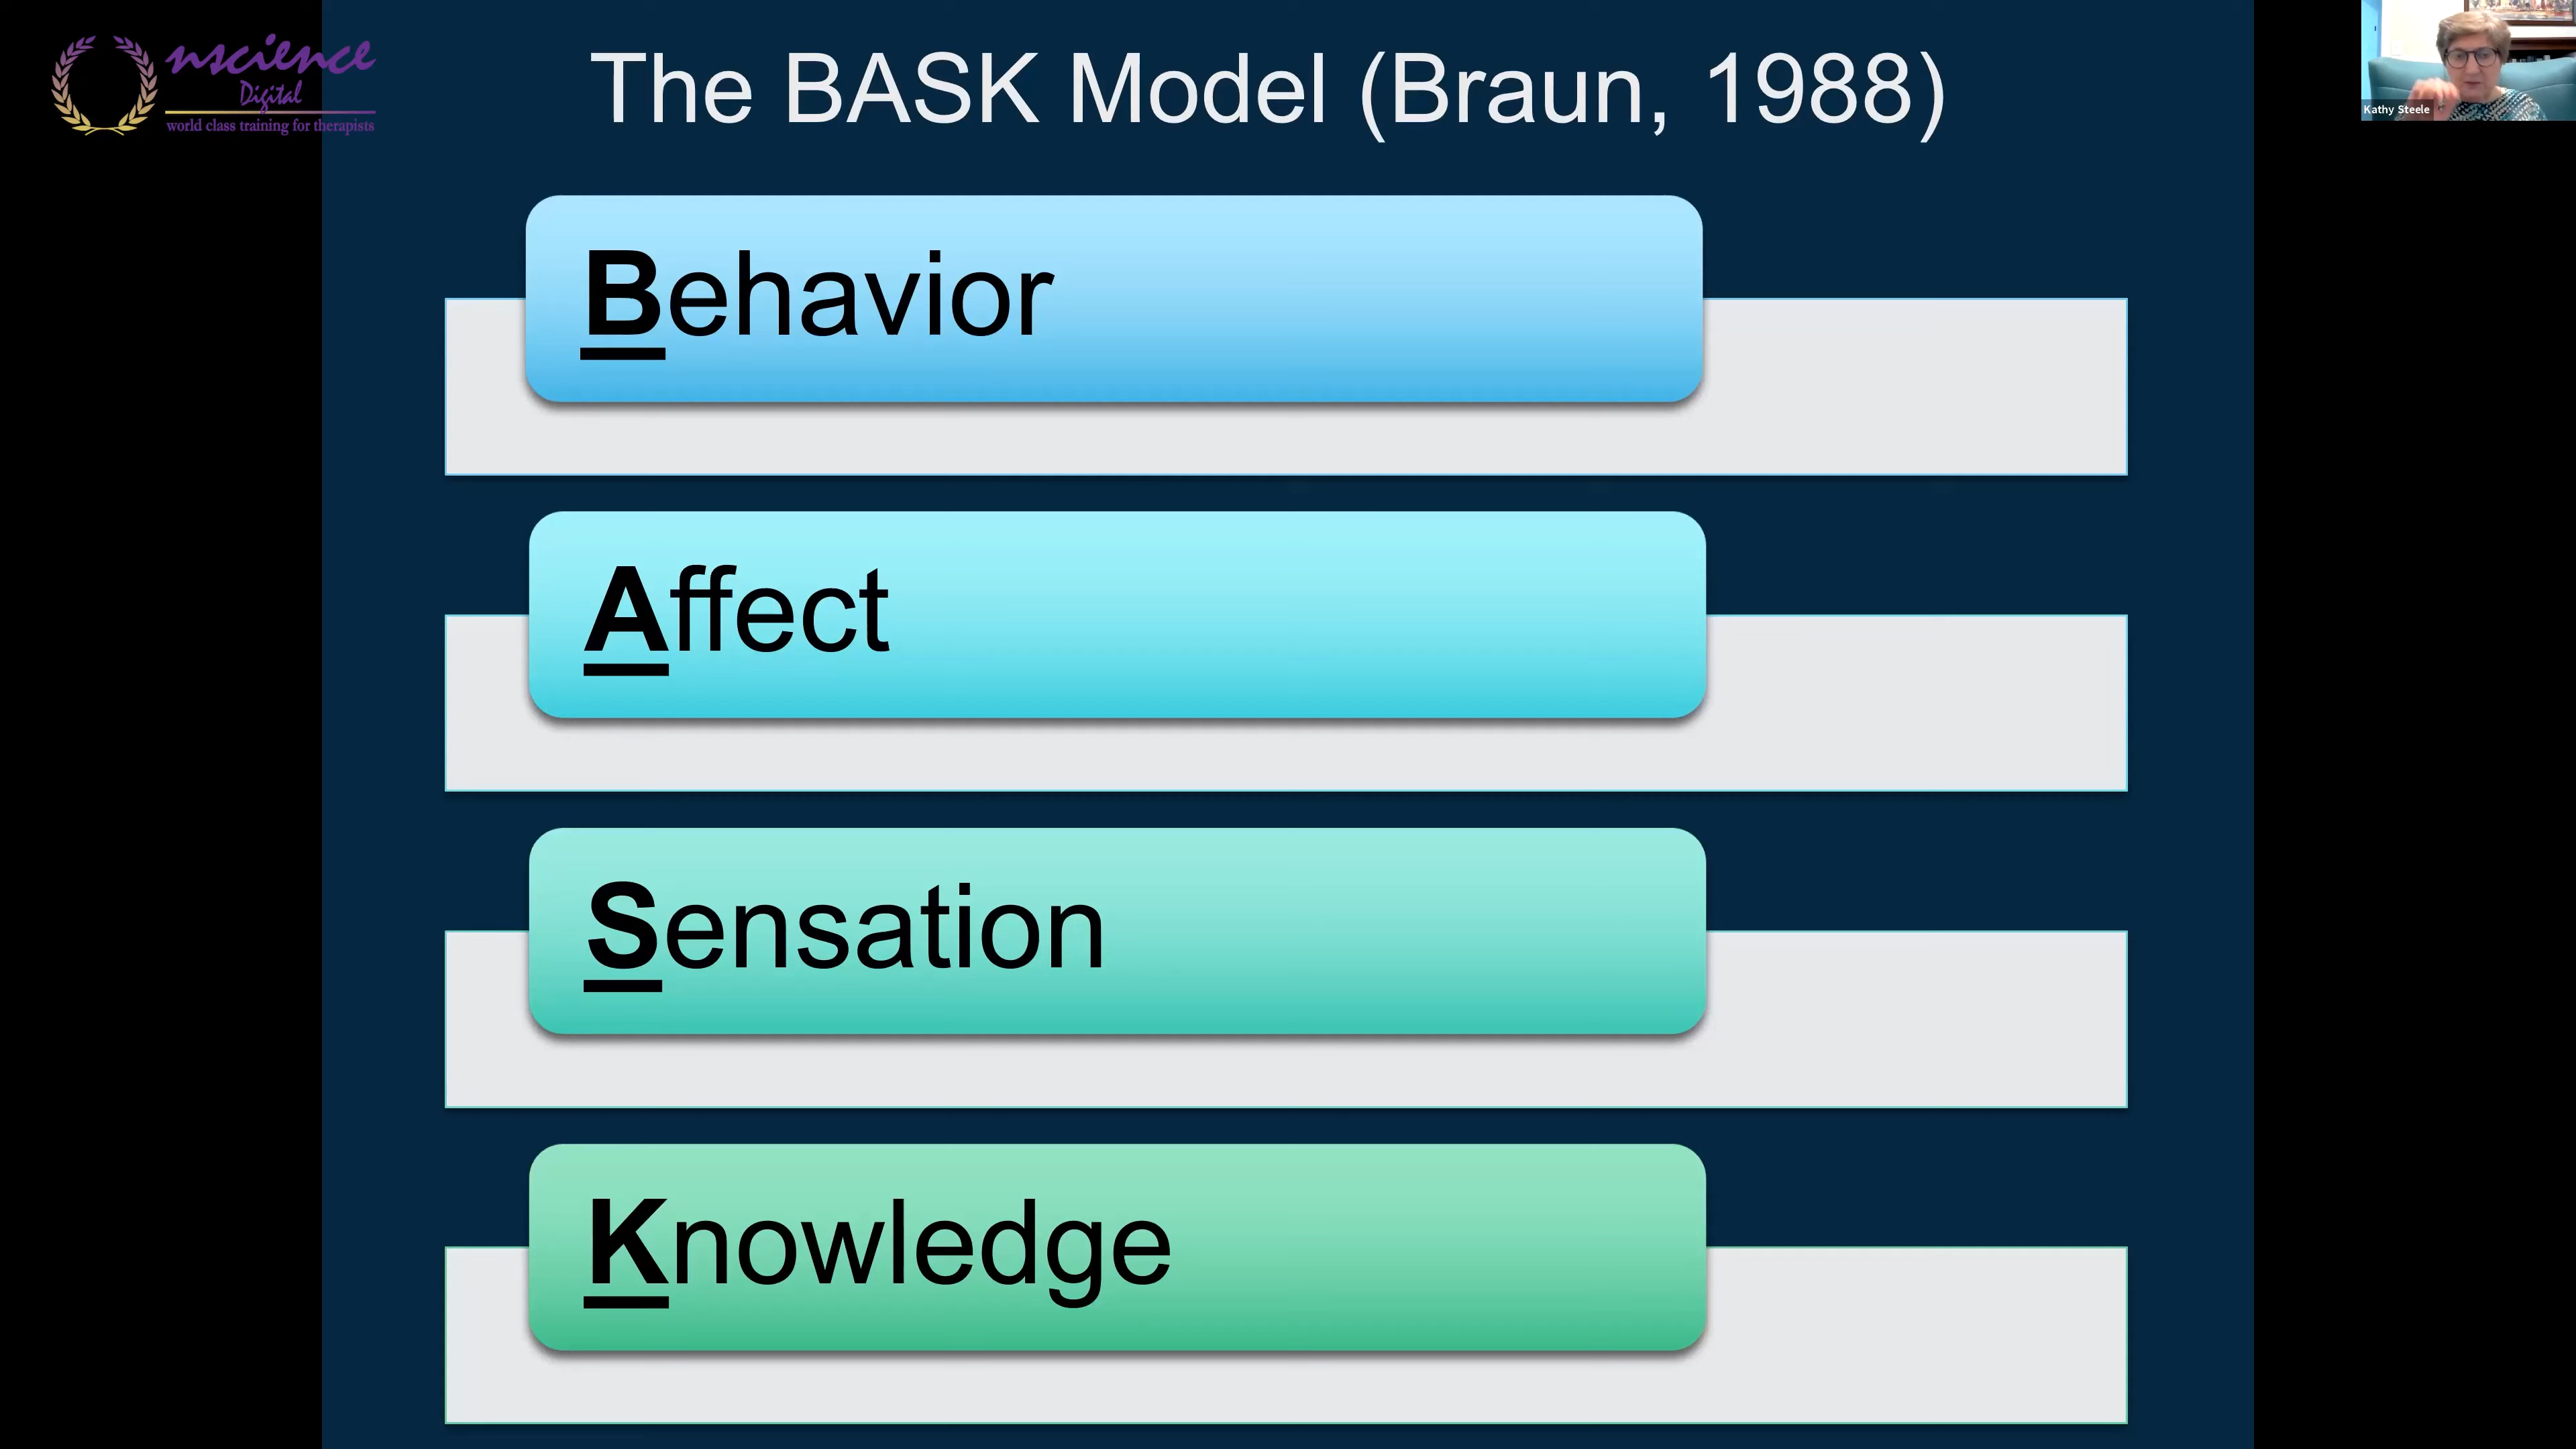 nscience
Digital
world class training for therapists
The BASK Model (Braun, 1988)
Kathy Steele
Behavior
Affect
Sensation
Knowledge